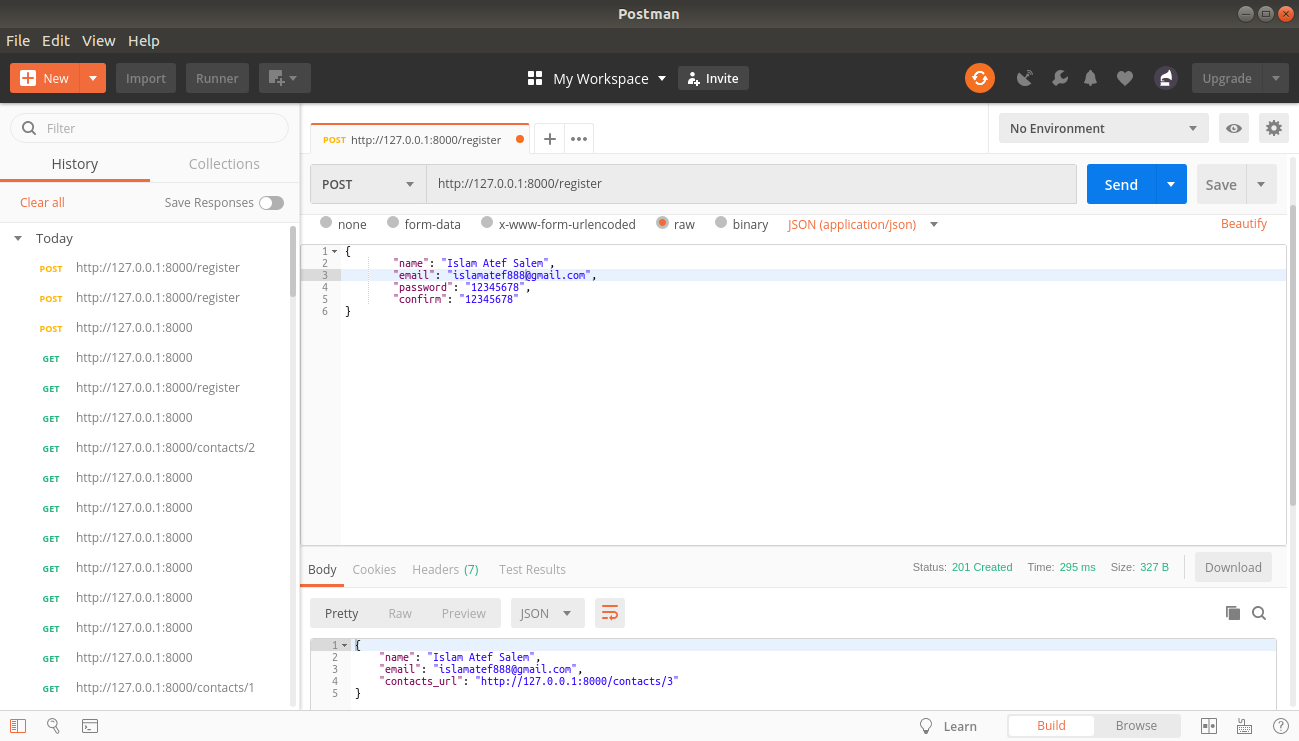 Postman
File Edit View Help
New Import Runner My Workspace Invite Upgrade
Filter
History Collections
Clear all Save Responses
Today
POST http://127.0.0.1:8000/register
POST http://127.0.0.1:8000/register
POST http://127.0.0.1:8000
GET http://127.0.0.1:8000
GET http://127.0.0.1:8000/register
GET http://127.0.0.1:8000
GET http://127.0.0.1:8000/contacts/2
GET http://127.0.0.1:8000
GET http://127.0.0.1:8000
GET http://127.0.0.1:8000
GET http://127.0.0.1:8000
GET http://127.0.0.1:8000
GET http://127.0.0.1:8000
GET http://127.0.0.1:8000
GET http://127.0.0.1:8000/contacts/1
POST http://127.0.0.1:8000/register + ••• No Environment
POST http://127.0.0.1:8000/register Send Save
none form-data x-www-form-urlencoded raw binary JSON (application/json) Beautify
1 {
2 "name": "Islam Atef Salem",
3 "email": "islamatef888@gmail.com",
4 "password": "12345678",
5 "confirm": "12345678"
6 }
Body Cookies Headers (7) Test Results Status: 201 Created Time: 295 ms Size: 327 B Download
Pretty Raw Preview JSON
1 {
2 "name": "Islam Atef Salem",
3 "email": "islamatef888@gmail.com",
4 "contacts_url": "http://127.0.0.1:8000/contacts/3"
5 }
Learn Build Browse ?